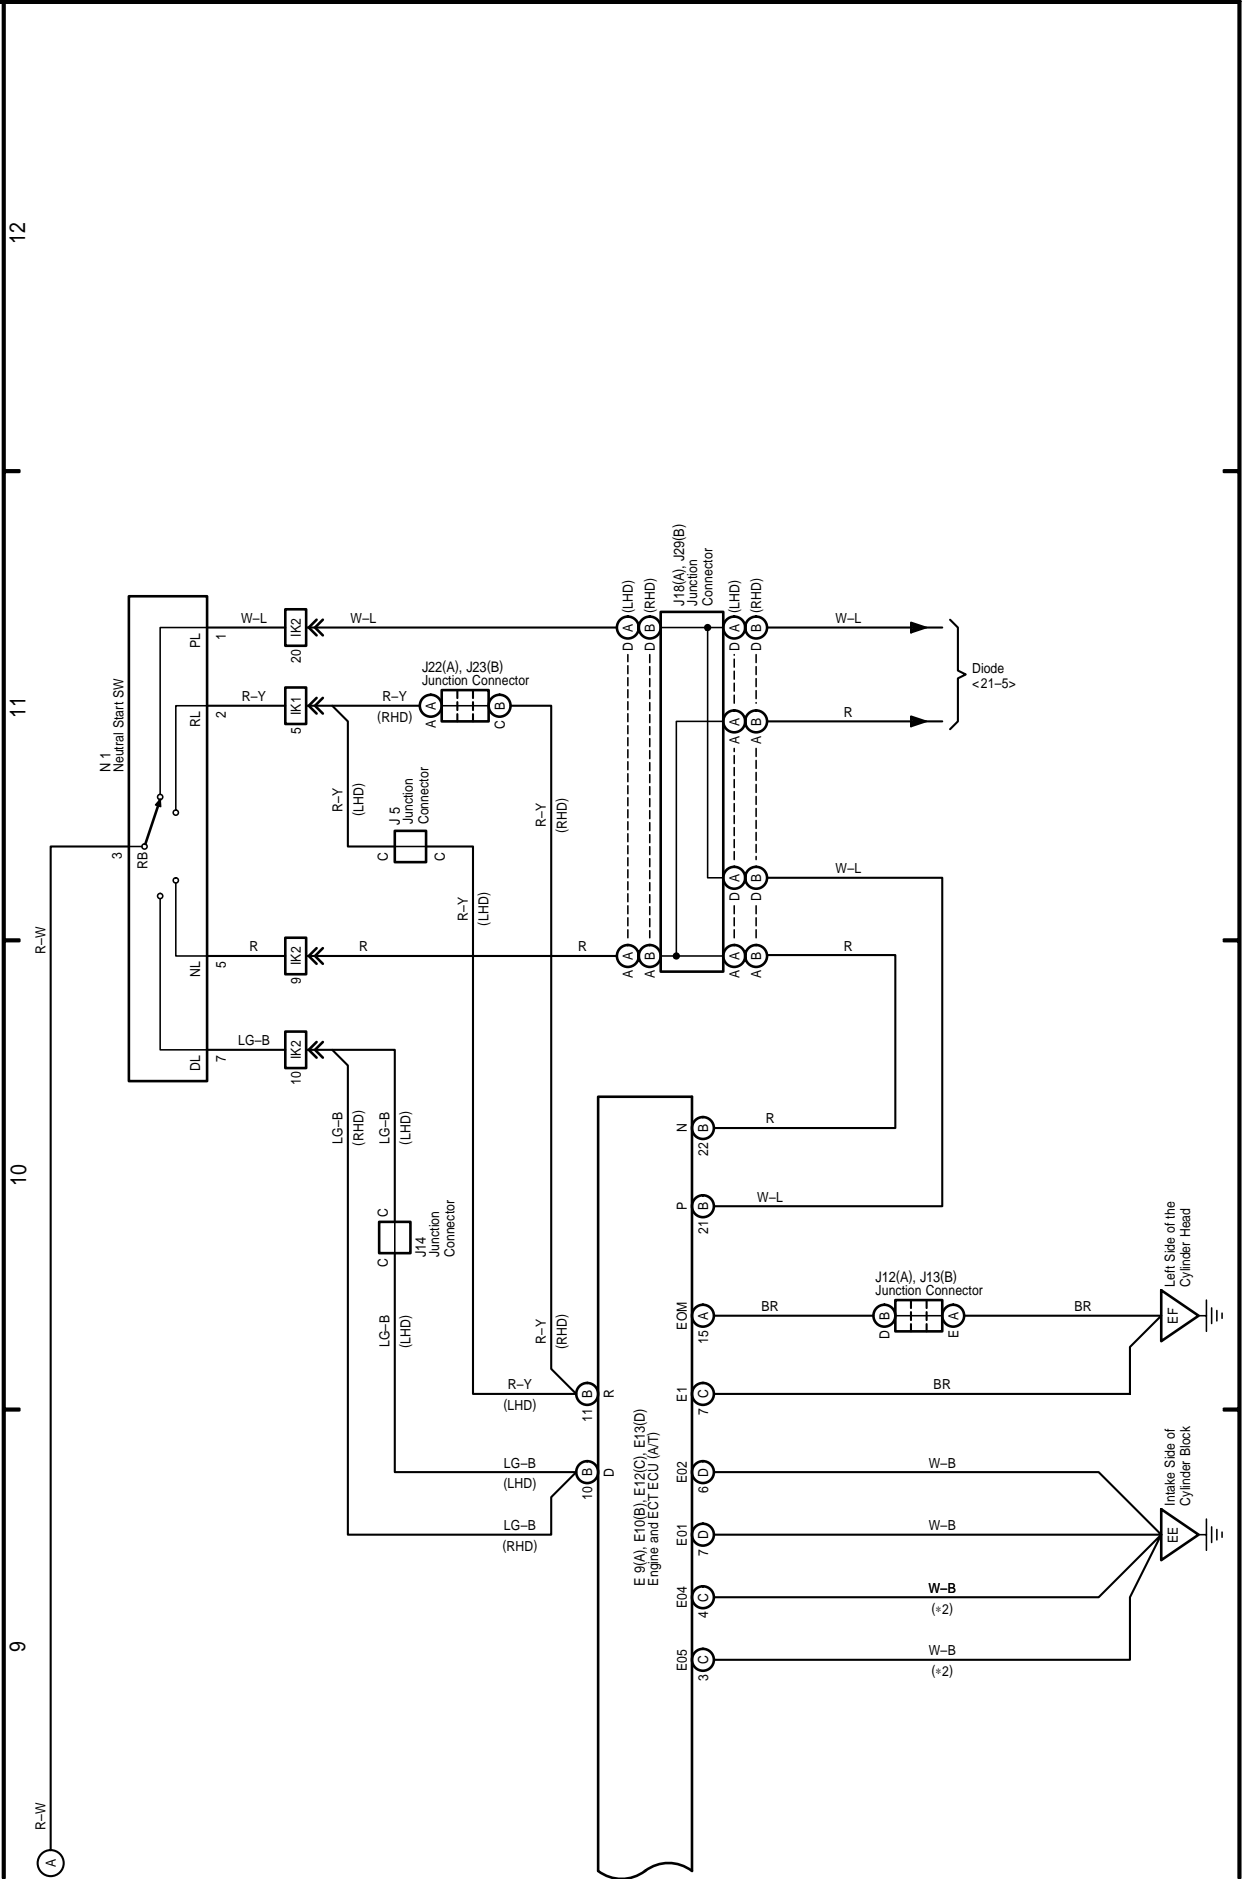 12
11
10
9
A
R–W
R–W
N 1
Neutral Start SW
3
RB
PL
1
W–L
RL
2
R–Y
NL
5
R
DL
7
LG–B
20
IK2
W–L
5
IK1
R–Y
(RHD)
9
IK2
R
R
10
IK2
J22(A), J23(B)
Junction Connector
A
A
C
B
R–Y
(LHD)
J 5
Junction
Connector
C
C
R–Y
(LHD)
R–Y
(RHD)
LG–B
(RHD)
LG–B
(LHD)
C
C
J14
Junction
Connector
LG–B
(LHD)
R–Y
(RHD)
R–Y
(LHD)
LG–B
(LHD)
LG–B
(RHD)
J18(A), J29(B)
Junction
Connector
D A (LHD)
D B (RHD)
A A
A B
D A (LHD)
D B (RHD)
A A
A B
D A
D B
A A
A B
W–L
R
Diode
<21–5>
W–L
R
E 9(A), E10(B), E12(C), E13(D)
Engine and ECT ECU (A/T)
11 B R
10 B D
N
22 B
R
P
21 B
W–L
EOM
15 A
BR
J12(A), J13(B)
Junction Connector
D B
E A
BR
E1
7 C
BR
EF
Left Side of the
Cylinder Head
E02
6 D
W–B
E01
7 D
W–B
E04
4 C
W–B
(∗2)
E05
3 C
W–B
(∗2)
EE
Intake Side of
Cylinder Block